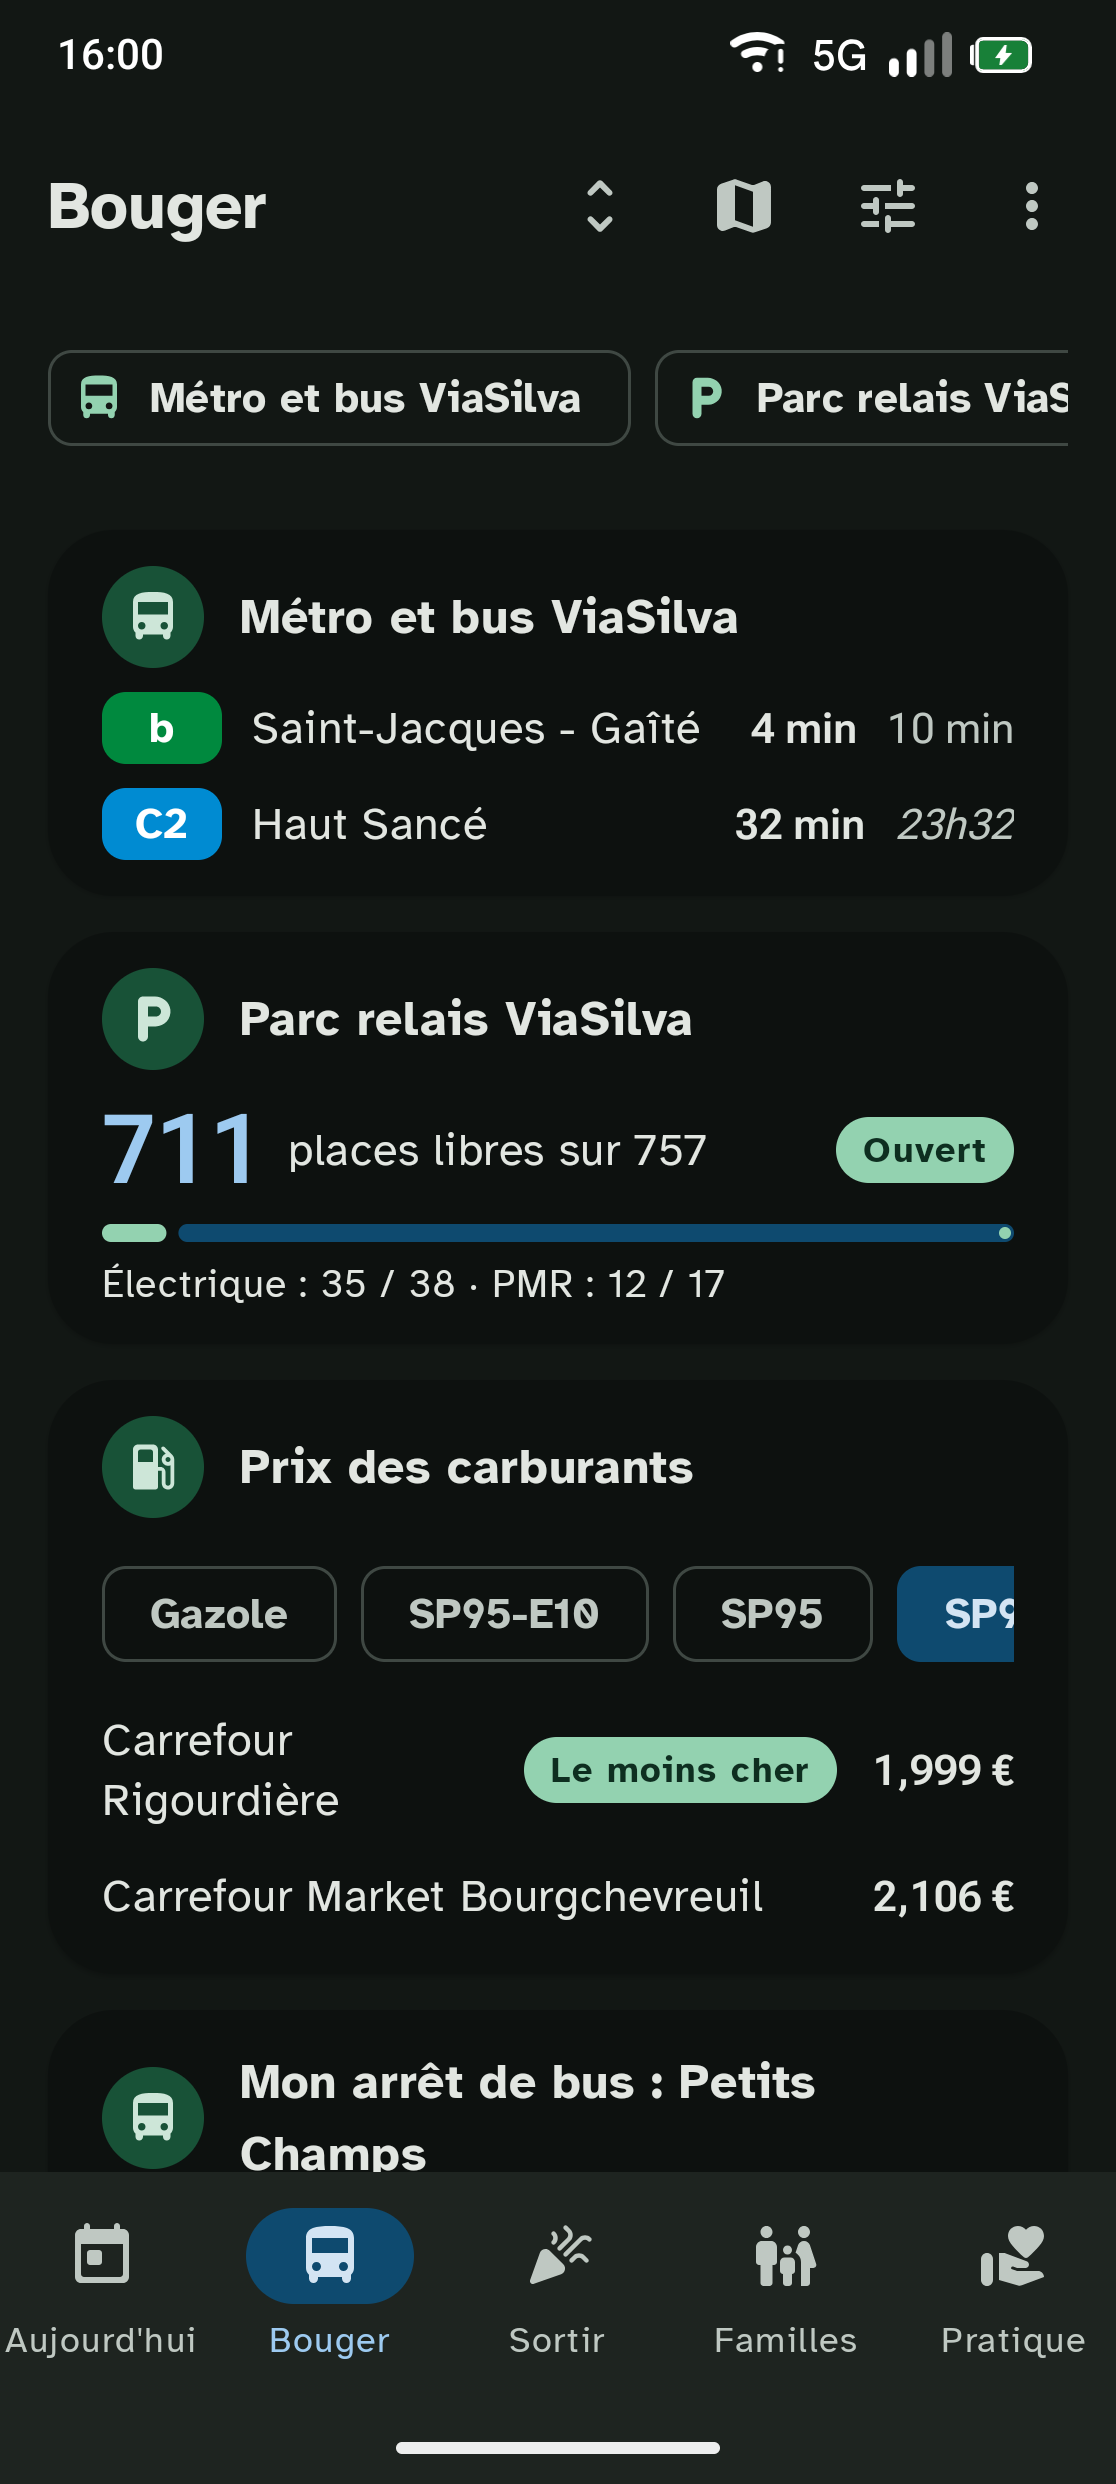 16:00
5G
Bouger
Métro et bus ViaSilva
Parc relais ViaS
Métro et bus ViaSilva
b Saint-Jacques - Gaîté 4 min 10 min
C2 Haut Sancé 32 min 23h32
P Parc relais ViaSilva
711 places libres sur 757 Ouvert
Électrique : 35 / 38 · PMR : 12 / 17
Prix des carburants
Gazole SP95-E10 SP95 SP9
Carrefour
Rigourdière
Le moins cher 1,999 €
Carrefour Market Bourgchevreuil 2,106 €
Mon arrêt de bus : Petits
Champs
Aujourd'hui Bouger Sortir Familles Pratique